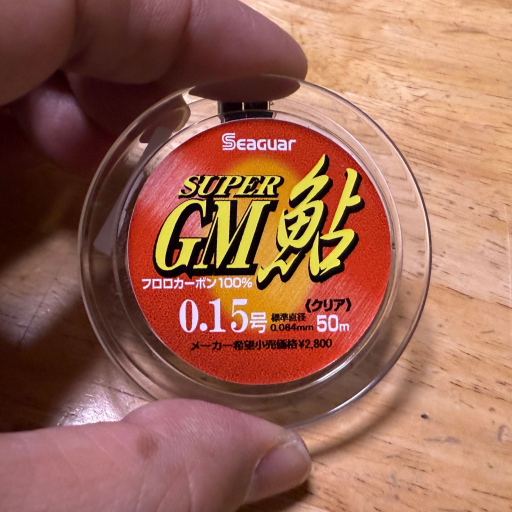 Seaguar
SUPER
GM 鮎
フロロカーボン100%
(クリア)
0.15号 標準直径 0.064mm 50m
メーカー希望小売価格¥2,800